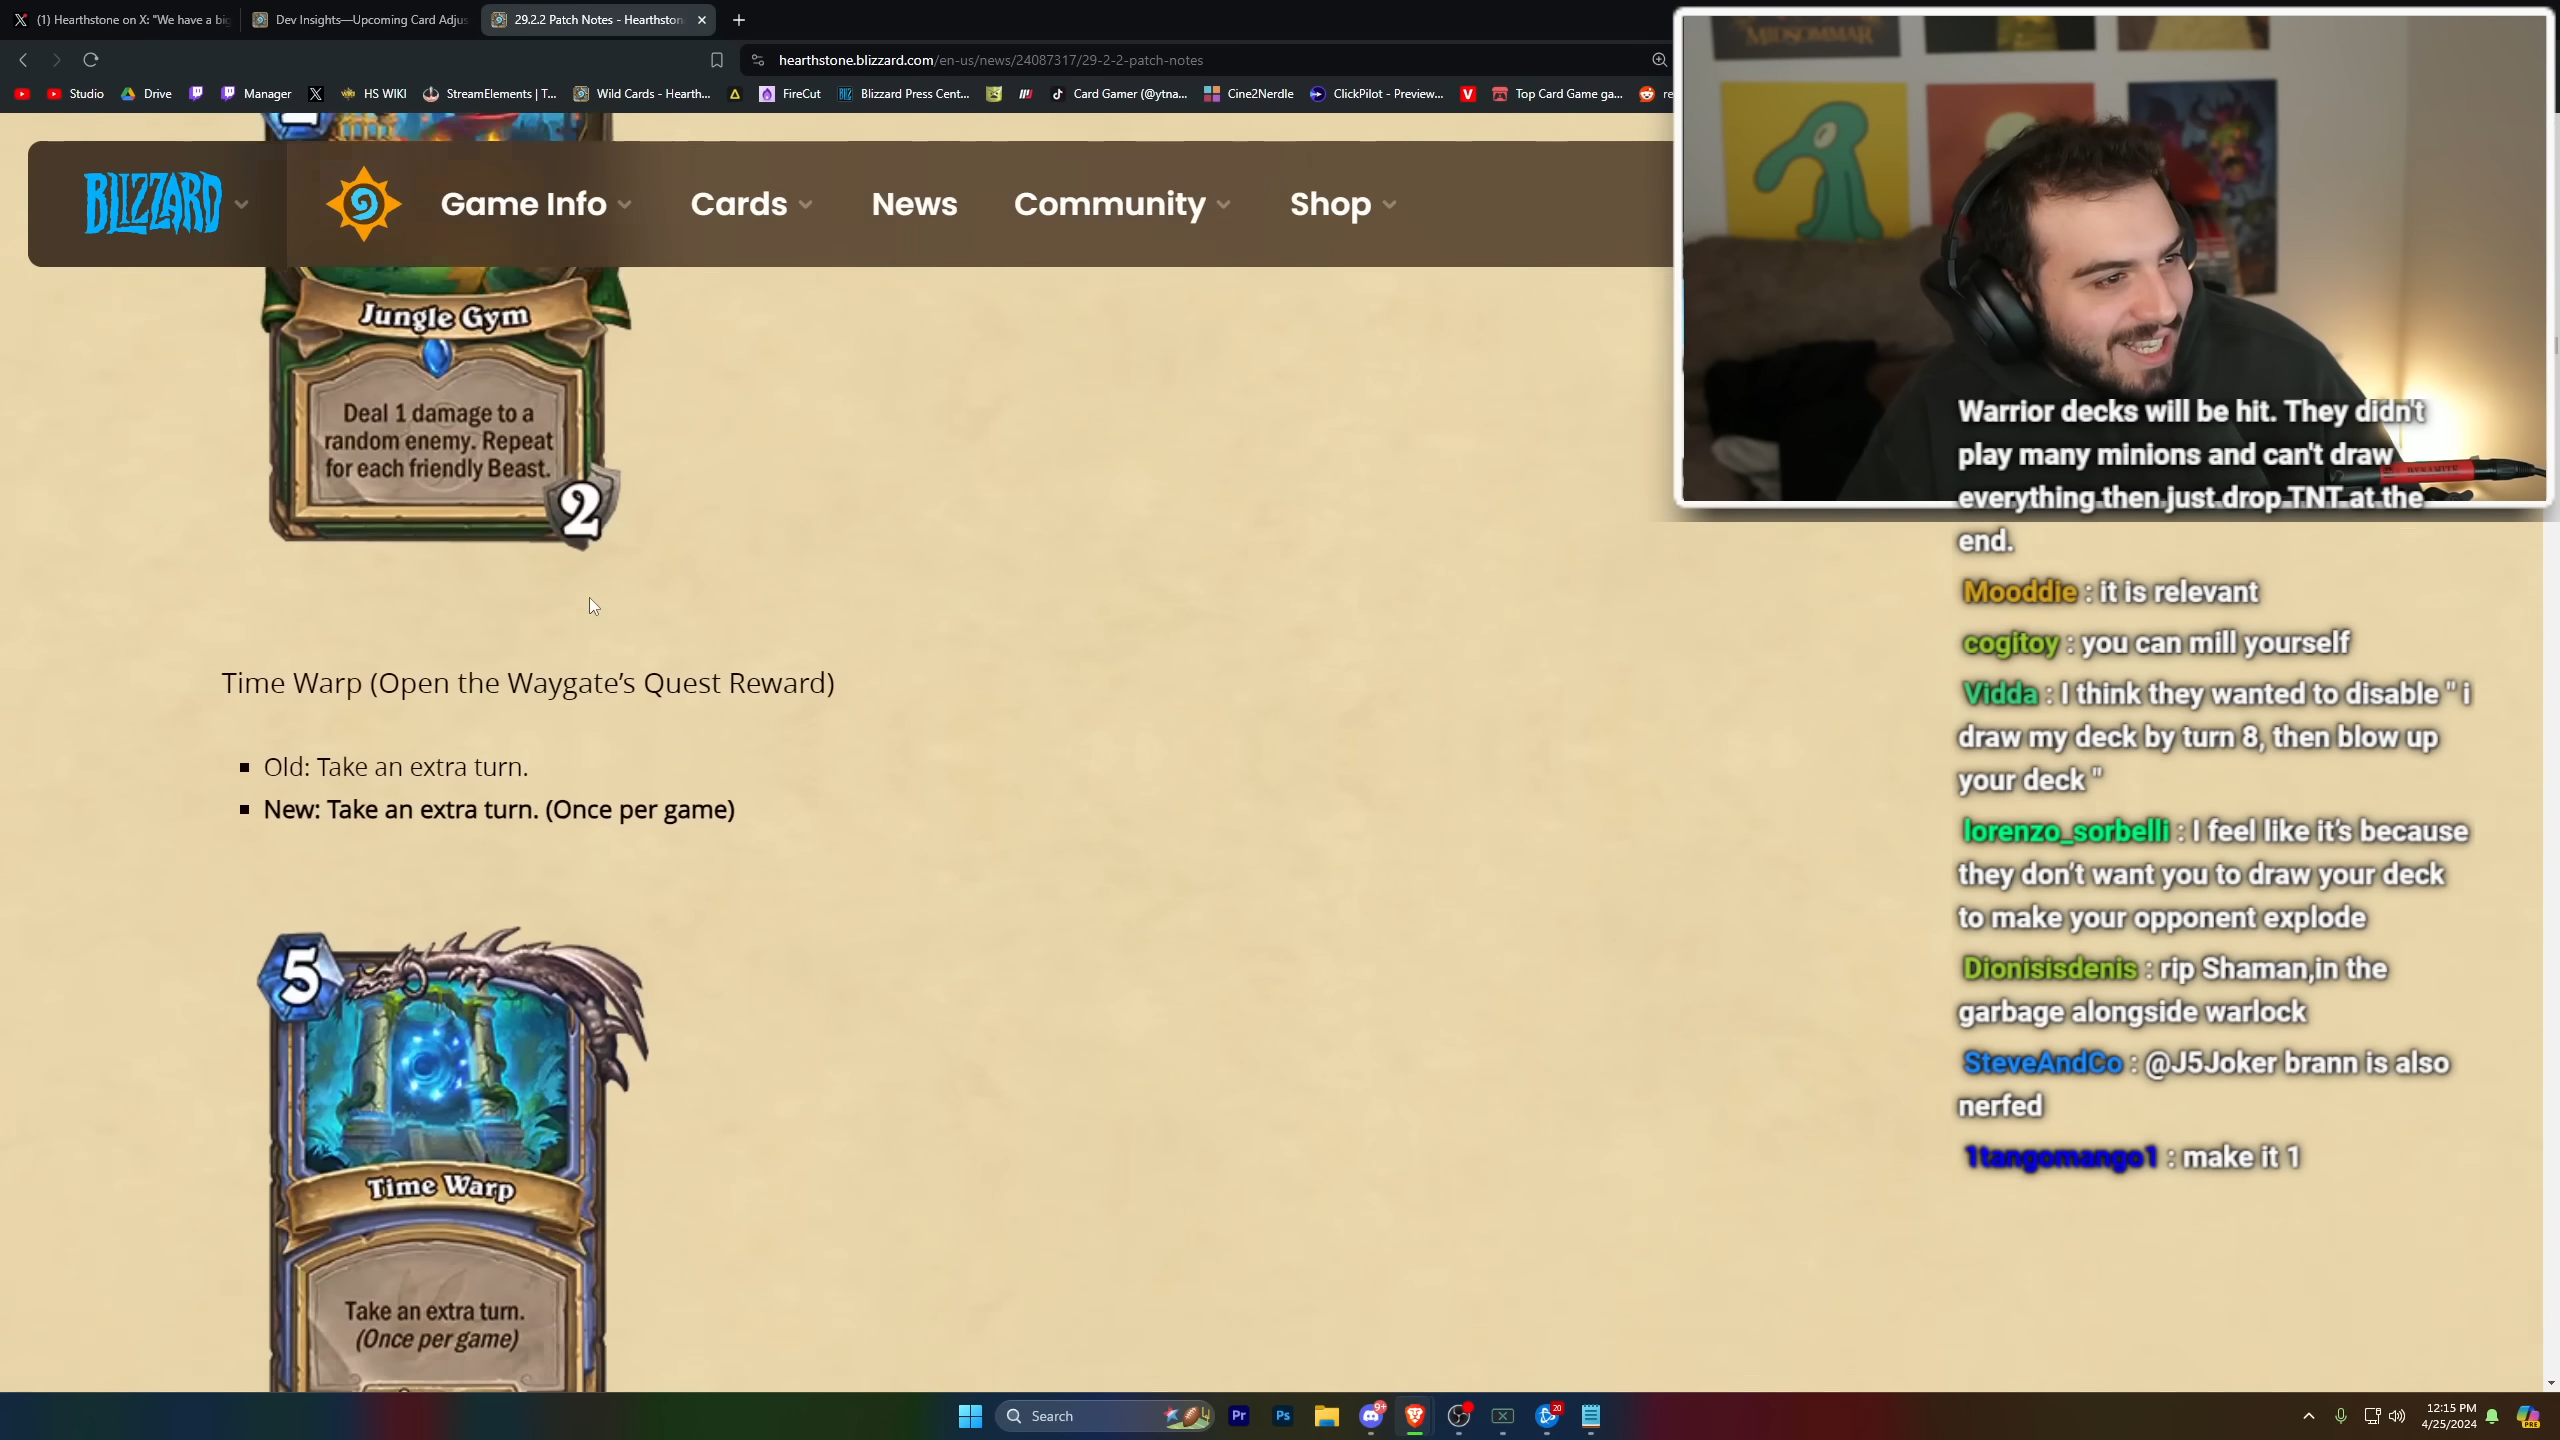 (1) Hearthstone on X: "We have a big
Dev Insights—Upcoming Card Adjus
29.2.2 Patch Notes - Hearthston
hearthstone.blizzard.com/en-us/news/24087317/29-2-2-patch-notes
Studio
Drive
Manager
HS WIKI
StreamElements | T...
Wild Cards - Hearth...
FireCut
Blizzard Press Cent...
Card Gamer (@ytna...
Cine2Nerdle
ClickPilot - Preview...
Top Card Game ga...
re
MIDSOMMAR
BLIZZARD
Game Info
Cards
News
Community
Shop
Jungle Gym
Deal 1 damage to a
random enemy. Repeat
for each friendly Beast.
2
Time Warp (Open the Waygate’s Quest Reward)
Old: Take an extra turn.
New: Take an extra turn. (Once per game)
5
Time Warp
Take an extra turn.
(Once per game)
Warrior decks will be hit. They didn't
play many minions and can't draw
everything then just drop TNT at the
end.
Mooddie : it is relevant
cogitoy : you can mill yourself
Vidda : I think they wanted to disable " i
draw my deck by turn 8, then blow up
your deck "
lorenzo_sorbelli : I feel like it’s because
they don’t want you to draw your deck
to make your opponent explode
Dionisisdenis : rip Shaman,in the
garbage alongside warlock
SteveAndCo : @J5Joker brann is also
nerfed
1tangomango1 : make it 1
Search
Pr
Ps
9+
20
12:15 PM
4/25/2024
PRE